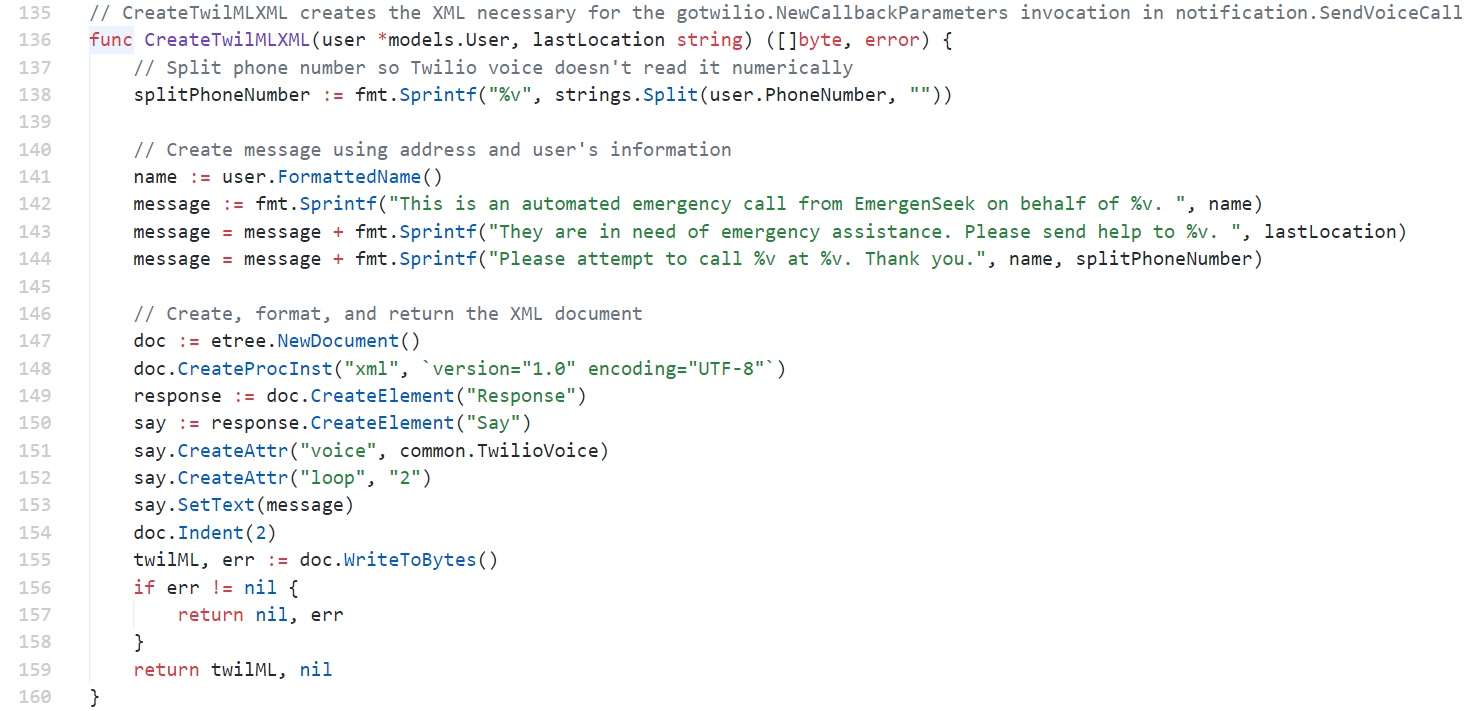 135 // CreateTwilMLXML creates the XML necessary for the gotwilio.NewCallbackParameters invocation in notification.SendVoiceCall
136 func CreateTwilMLXML(user *models.User, lastLocation string) ([]byte, error) {
137     // Split phone number so Twilio voice doesn't read it numerically
138     splitPhoneNumber := fmt.Sprintf("%v", strings.Split(user.PhoneNumber, ""))
139
140     // Create message using address and user's information
141     name := user.FormattedName()
142     message := fmt.Sprintf("This is an automated emergency call from EmergenSeek on behalf of %v. ", name)
143     message = message + fmt.Sprintf("They are in need of emergency assistance. Please send help to %v. ", lastLocation)
144     message = message + fmt.Sprintf("Please attempt to call %v at %v. Thank you.", name, splitPhoneNumber)
145
146     // Create, format, and return the XML document
147     doc := etree.NewDocument()
148     doc.CreateProcInst("xml", `version="1.0" encoding="UTF-8"`)
149     response := doc.CreateElement("Response")
150     say := response.CreateElement("Say")
151     say.CreateAttr("voice", common.TwilioVoice)
152     say.CreateAttr("loop", "2")
153     say.SetText(message)
154     doc.Indent(2)
155     twilML, err := doc.WriteToBytes()
156     if err != nil {
157         return nil, err
158     }
159     return twilML, nil
160 }